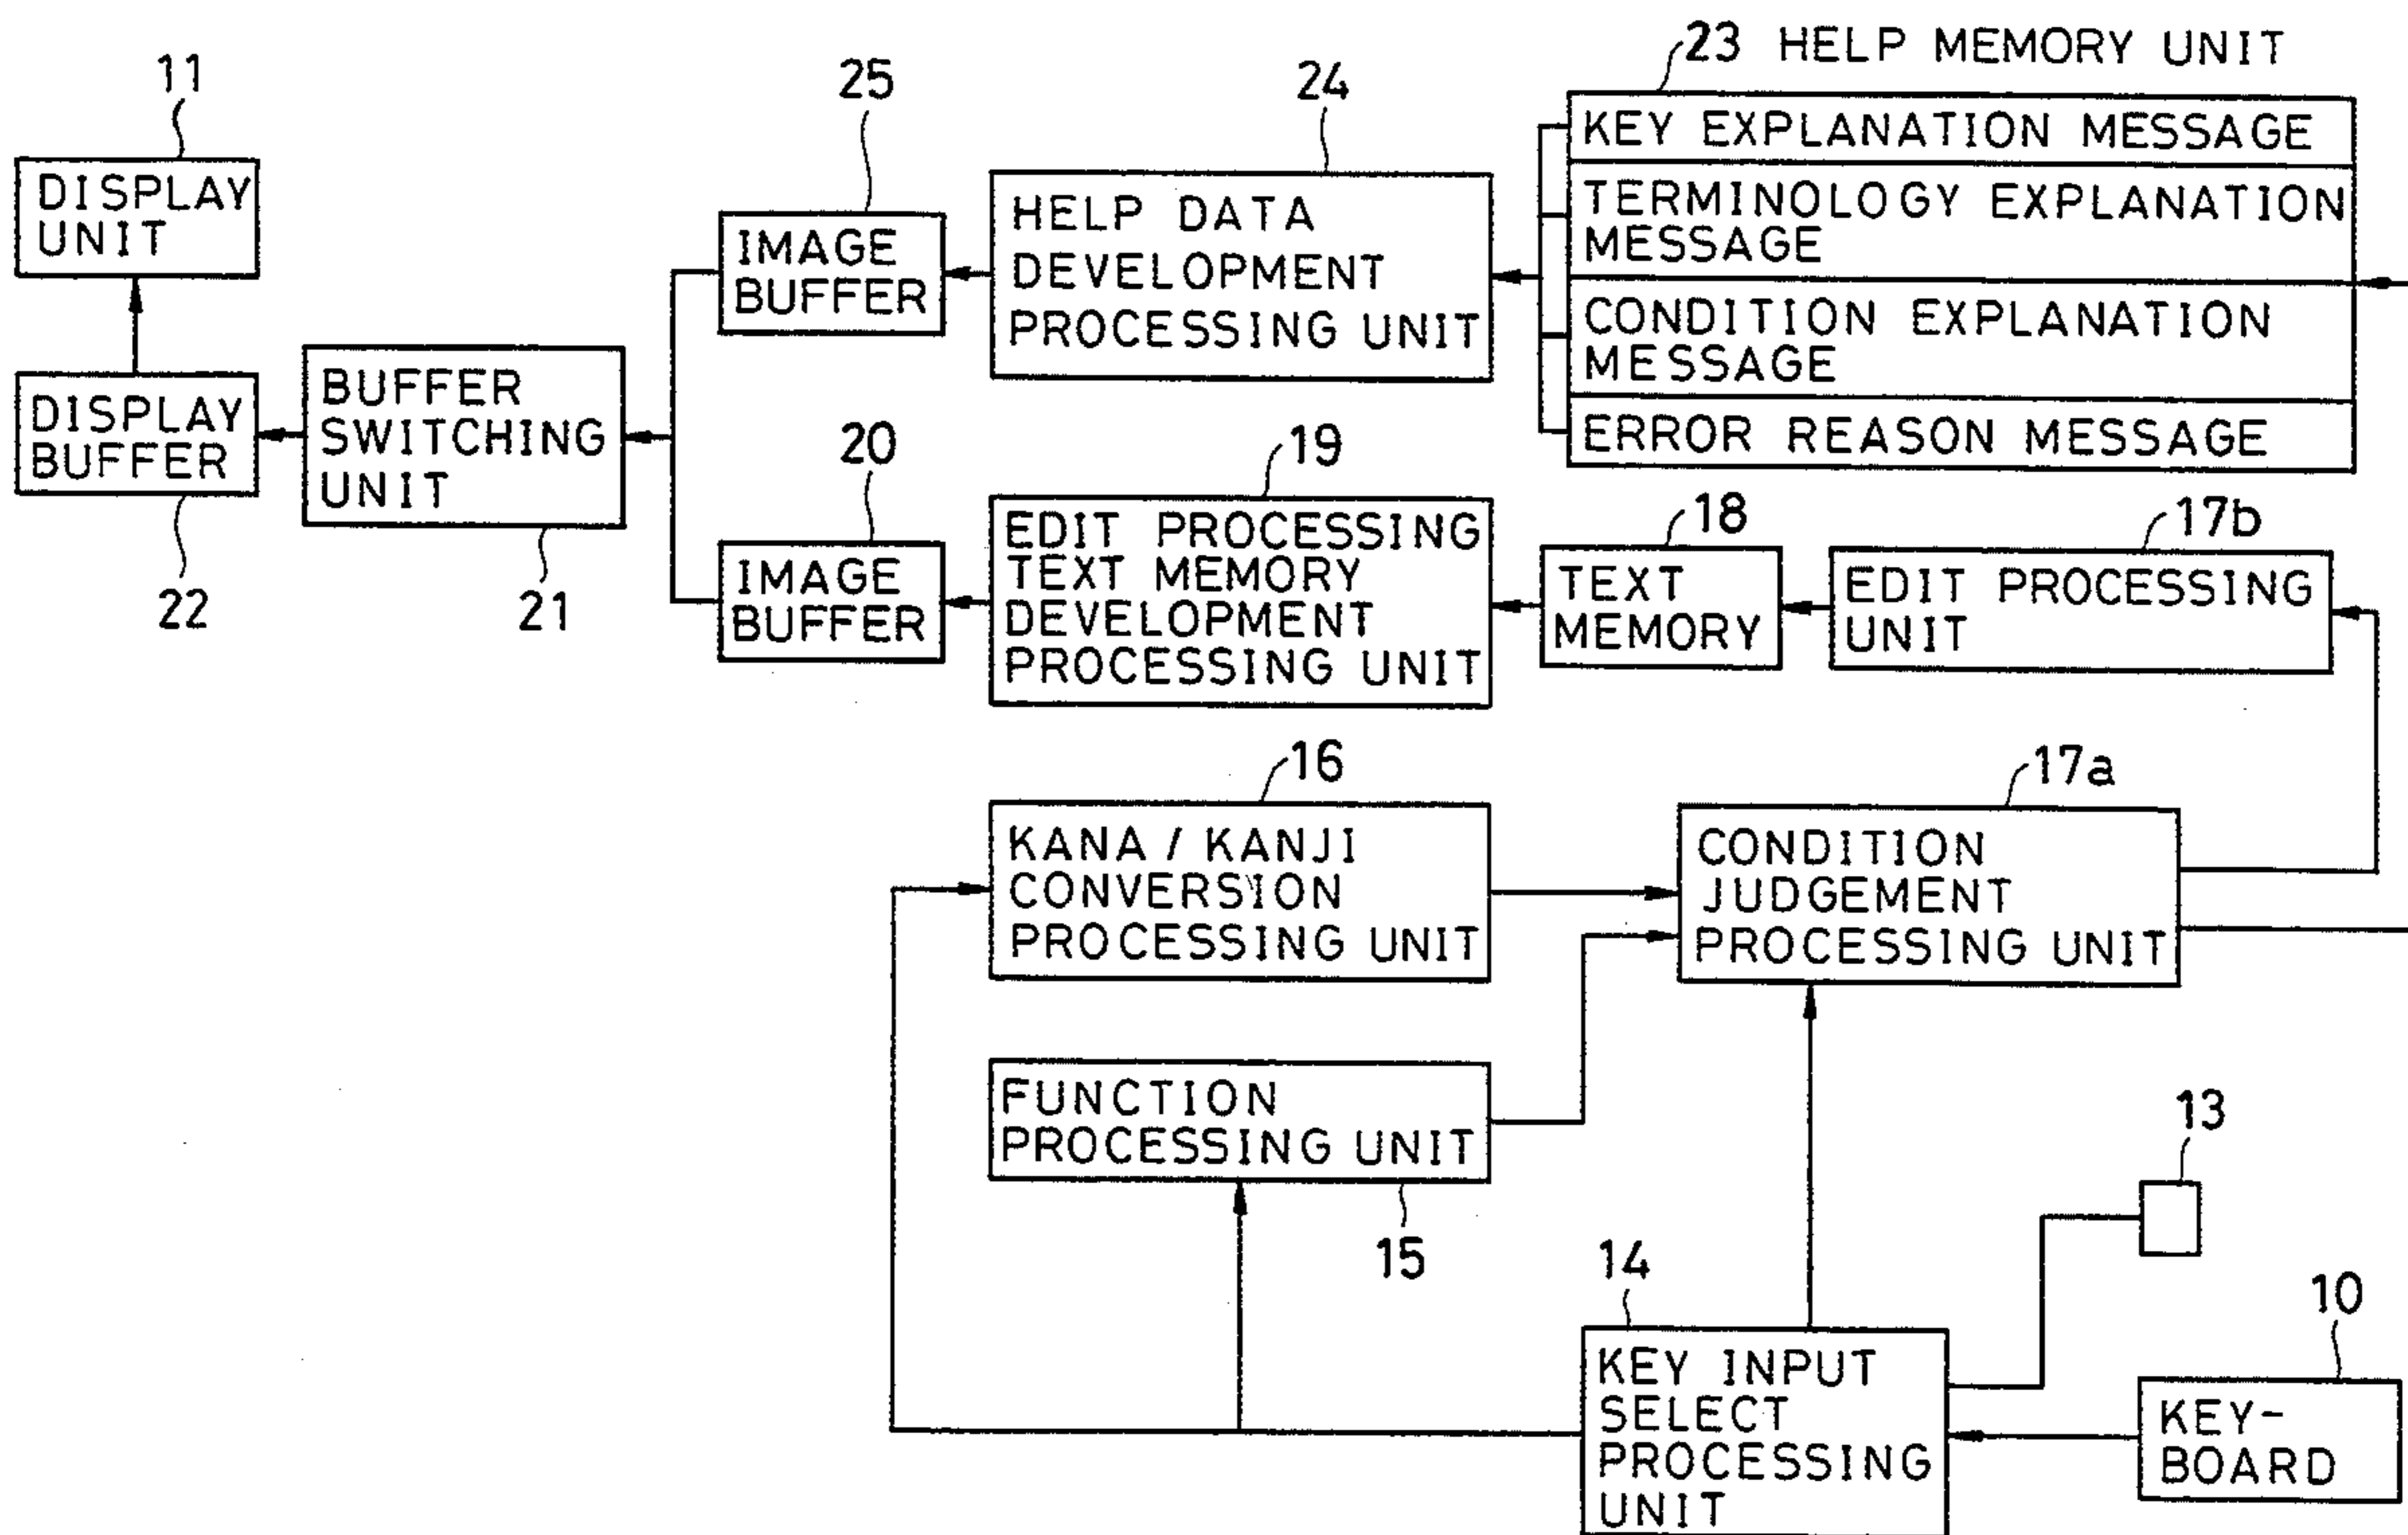 23 HELP MEMORY UNIT
11
25
24
KEY EXPLANATION MESSAGE
DISPLAY
UNIT
IMAGE
BUFFER
HELP DATA
DEVELOPMENT
PROCESSING UNIT
TERMINOLOGY EXPLANATION
MESSAGE
CONDITION EXPLANATION
MESSAGE
ERROR REASON MESSAGE
DISPLAY
BUFFER
22
BUFFER
SWITCHING
UNIT
21
20
IMAGE
BUFFER
19
EDIT PROCESSING
TEXT MEMORY
DEVELOPMENT
PROCESSING UNIT
18
TEXT
MEMORY
17b
EDIT PROCESSING
UNIT
16
KANA / KANJI
CONVERSION
PROCESSING UNIT
17a
CONDITION
JUDGEMENT
PROCESSING UNIT
FUNCTION
PROCESSING UNIT
15
13
14
KEY INPUT
SELECT
PROCESSING
UNIT
10
KEY-
BOARD